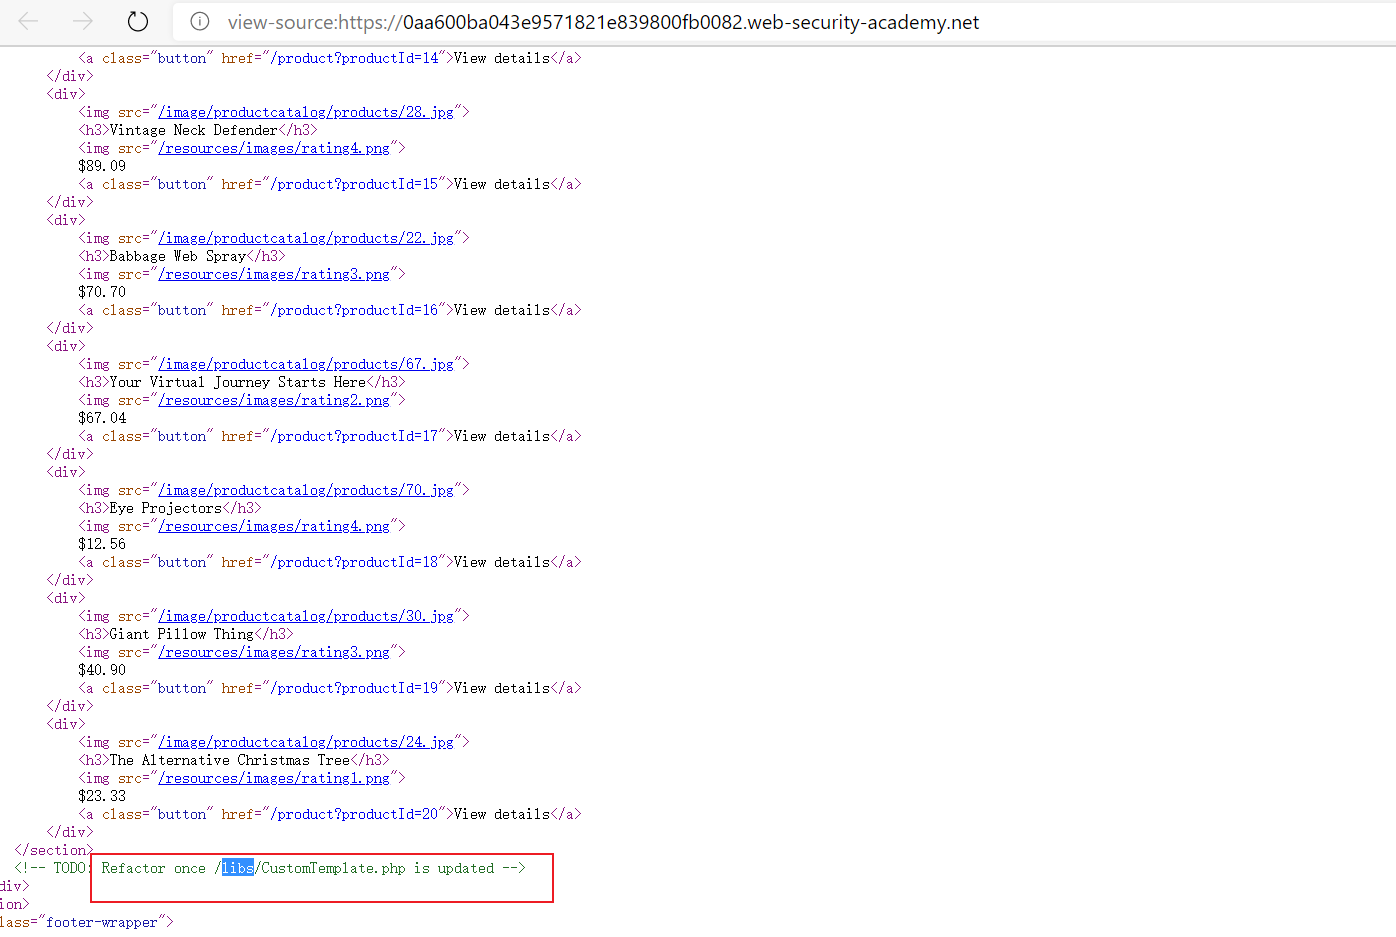 view-source:https://0aa600ba043e9571821e839800fb0082.web-security-academy.net
<a class="button" href="/product?productId=14">View details</a>
</div>
<div>
<img src="/image/productcatalog/products/28.jpg">
<h3>Vintage Neck Defender</h3>
<img src="/resources/images/rating4.png">
$89.09
<a class="button" href="/product?productId=15">View details</a>
</div>
<div>
<img src="/image/productcatalog/products/22.jpg">
<h3>Babbage Web Spray</h3>
<img src="/resources/images/rating3.png">
$70.70
<a class="button" href="/product?productId=16">View details</a>
</div>
<div>
<img src="/image/productcatalog/products/67.jpg">
<h3>Your Virtual Journey Starts Here</h3>
<img src="/resources/images/rating2.png">
$67.04
<a class="button" href="/product?productId=17">View details</a>
</div>
<div>
<img src="/image/productcatalog/products/70.jpg">
<h3>Eye Projectors</h3>
<img src="/resources/images/rating4.png">
$12.56
<a class="button" href="/product?productId=18">View details</a>
</div>
<div>
<img src="/image/productcatalog/products/30.jpg">
<h3>Giant Pillow Thing</h3>
<img src="/resources/images/rating3.png">
$40.90
<a class="button" href="/product?productId=19">View details</a>
</div>
<div>
<img src="/image/productcatalog/products/24.jpg">
<h3>The Alternative Christmas Tree</h3>
<img src="/resources/images/rating1.png">
$23.33
<a class="button" href="/product?productId=20">View details</a>
</div>
</section>
<!-- TODO: Refactor once /libs/CustomTemplate.php is updated -->
div>
ion>
lass="footer-wrapper">